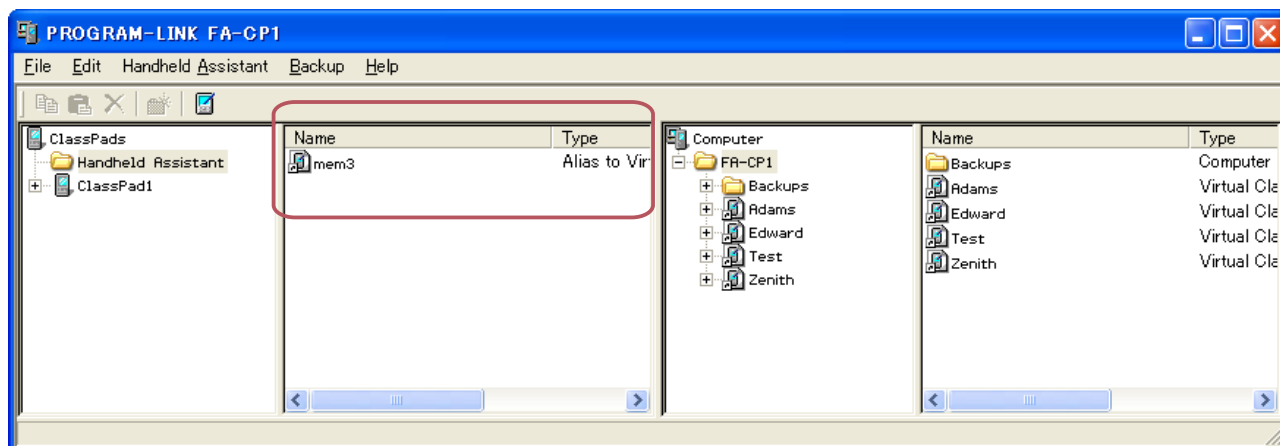 PROGRAM-LINK FA-CP1
File Edit Handheld Assistant Backup Help
ClassPads
Handheld Assistant
ClassPad1
Name Type
mem3 Alias to Vir
Computer
FA-CP1
Backups
Adams
Edward
Test
Zenith
Name Type
Backups Computer
Adams Virtual Cla
Edward Virtual Cla
Test Virtual Cla
Zenith Virtual Cla